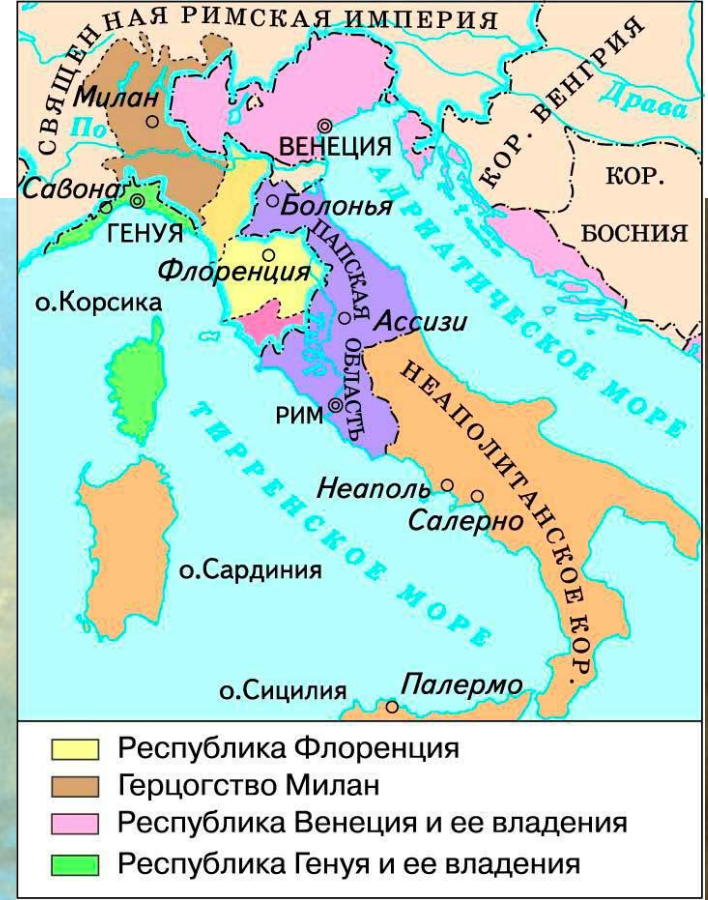 СВЯЩЕННАЯ РИМСКАЯ ИМПЕРИЯ
Милан
По
ВЕНЕЦИЯ
КОР. ВЕНГРИЯ
Драва
КОР.
БОСНИЯ
Савона
ГЕНУЯ
Болонья
Флоренция
ПАПСКАЯ ОБЛАСТЬ
АДРИАТИЧЕСКОЕ МОРЕ
о.Корсика
Тибр
Ассизи
РИМ
НЕАПОЛИТАНСКОЕ КОР.
ТИРРЕНСКОЕ МОРЕ
Неаполь
Салерно
о.Сардиния
о.Сицилия
Палермо
Республика Флоренция
Герцогство Милан
Республика Венеция и ее владения
Республика Генуя и ее владения